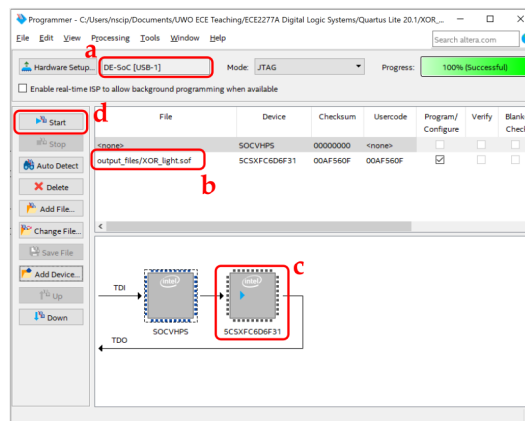 Programmer - C:/Users/nscip/Documents/UWO ECE Teaching/ECE2277A Digital Logic Systems/Quartus Lite 20.1/XOR_...
File Edit View Processing Tools Window Help
Search altera.com
a
Hardware Setup... DE-SoC [USB-1] Mode: JTAG Progress: 100% (Successful)
Enable real-time ISP to allow background programming when available
d
Start
Stop
Auto Detect
Delete
Add File...
Change File...
Save File
Add Device...
Up
Down
File Device Checksum Usercode Program/ Verify Blank-
Configure Check
<none> SOCVHPS 00000000 <none>
output_files/XOR_light.sof 5CSXFC6D6F31 00AF560F 00AF560F
b
c
TDI
intel
intel
SOCVHPS
5CSXFC6D6F31
TDO